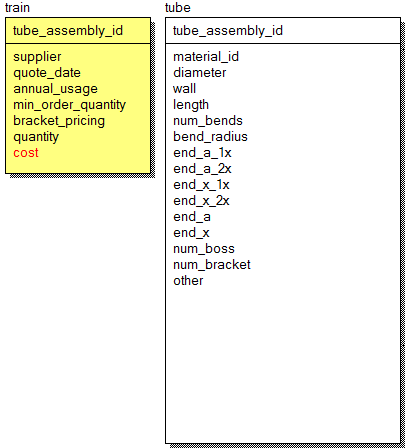 train
tube_assembly_id
supplier
quote_date
annual_usage
min_order_quantity
bracket_pricing
quantity
cost
tube
tube_assembly_id
material_id
diameter
wall
length
num_bends
bend_radius
end_a_1x
end_a_2x
end_x_1x
end_x_2x
end_a
end_x
num_boss
num_bracket
other